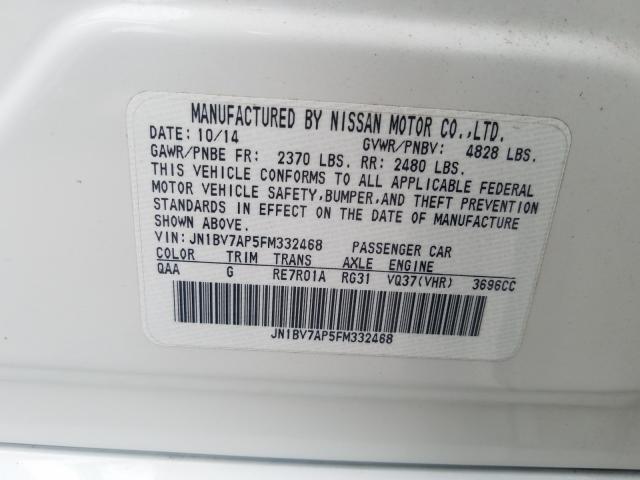 MANUFACTURED BY NISSAN MOTOR CO.,LTD.
DATE: 10/14 GVWR/PNBV: 4828 LBS.
GAWR/PNBE FR: 2370 LBS. RR: 2480 LBS.
THIS VEHICLE CONFORMS TO ALL APPLICABLE FEDERAL
MOTOR VEHICLE SAFETY,BUMPER,AND THEFT PREVENTION
STANDARDS IN EFFECT ON THE DATE OF MANUFACTURE
SHOWN ABOVE.
VIN: JN1BV7AP5FM332468 PASSENGER CAR
COLOR TRIM TRANS AXLE ENGINE
QAA G RE7R01A RG31 VQ37(VHR) 3696CC
JN1BV7AP5FM332468